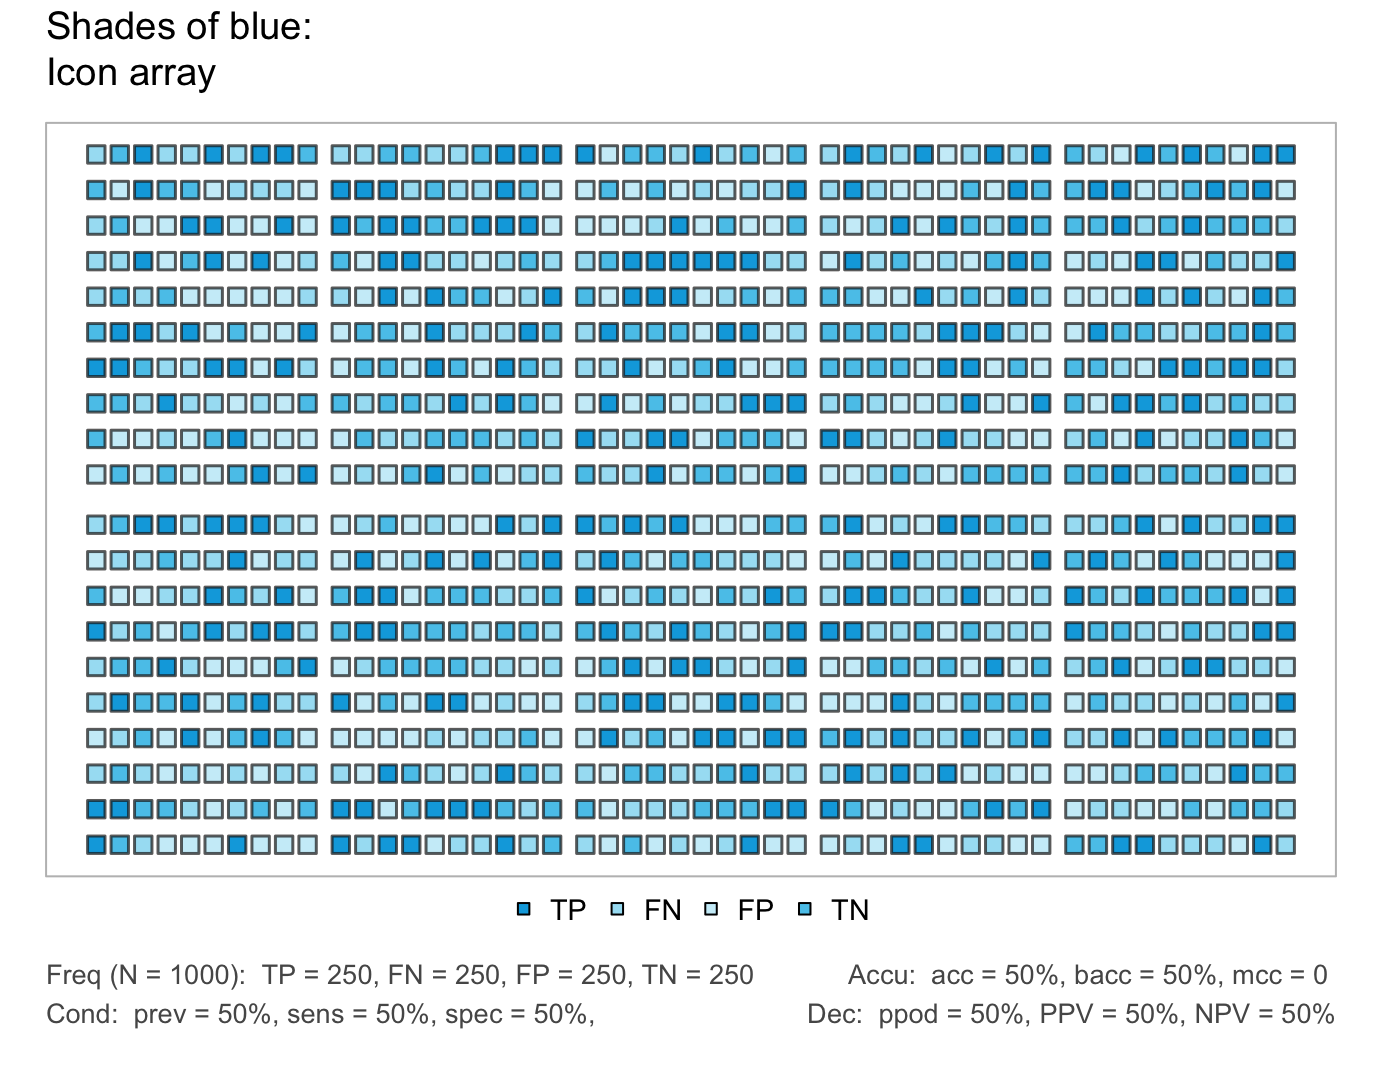 Shades of blue:
Icon array
TP FN FP TN
Freq (N = 1000):  TP = 250, FN = 250, FP = 250, TN = 250
Accu:  acc = 50%, bacc = 50%, mcc = 0
Cond:  prev = 50%, sens = 50%, spec = 50%,
Dec:  ppod = 50%, PPV = 50%, NPV = 50%